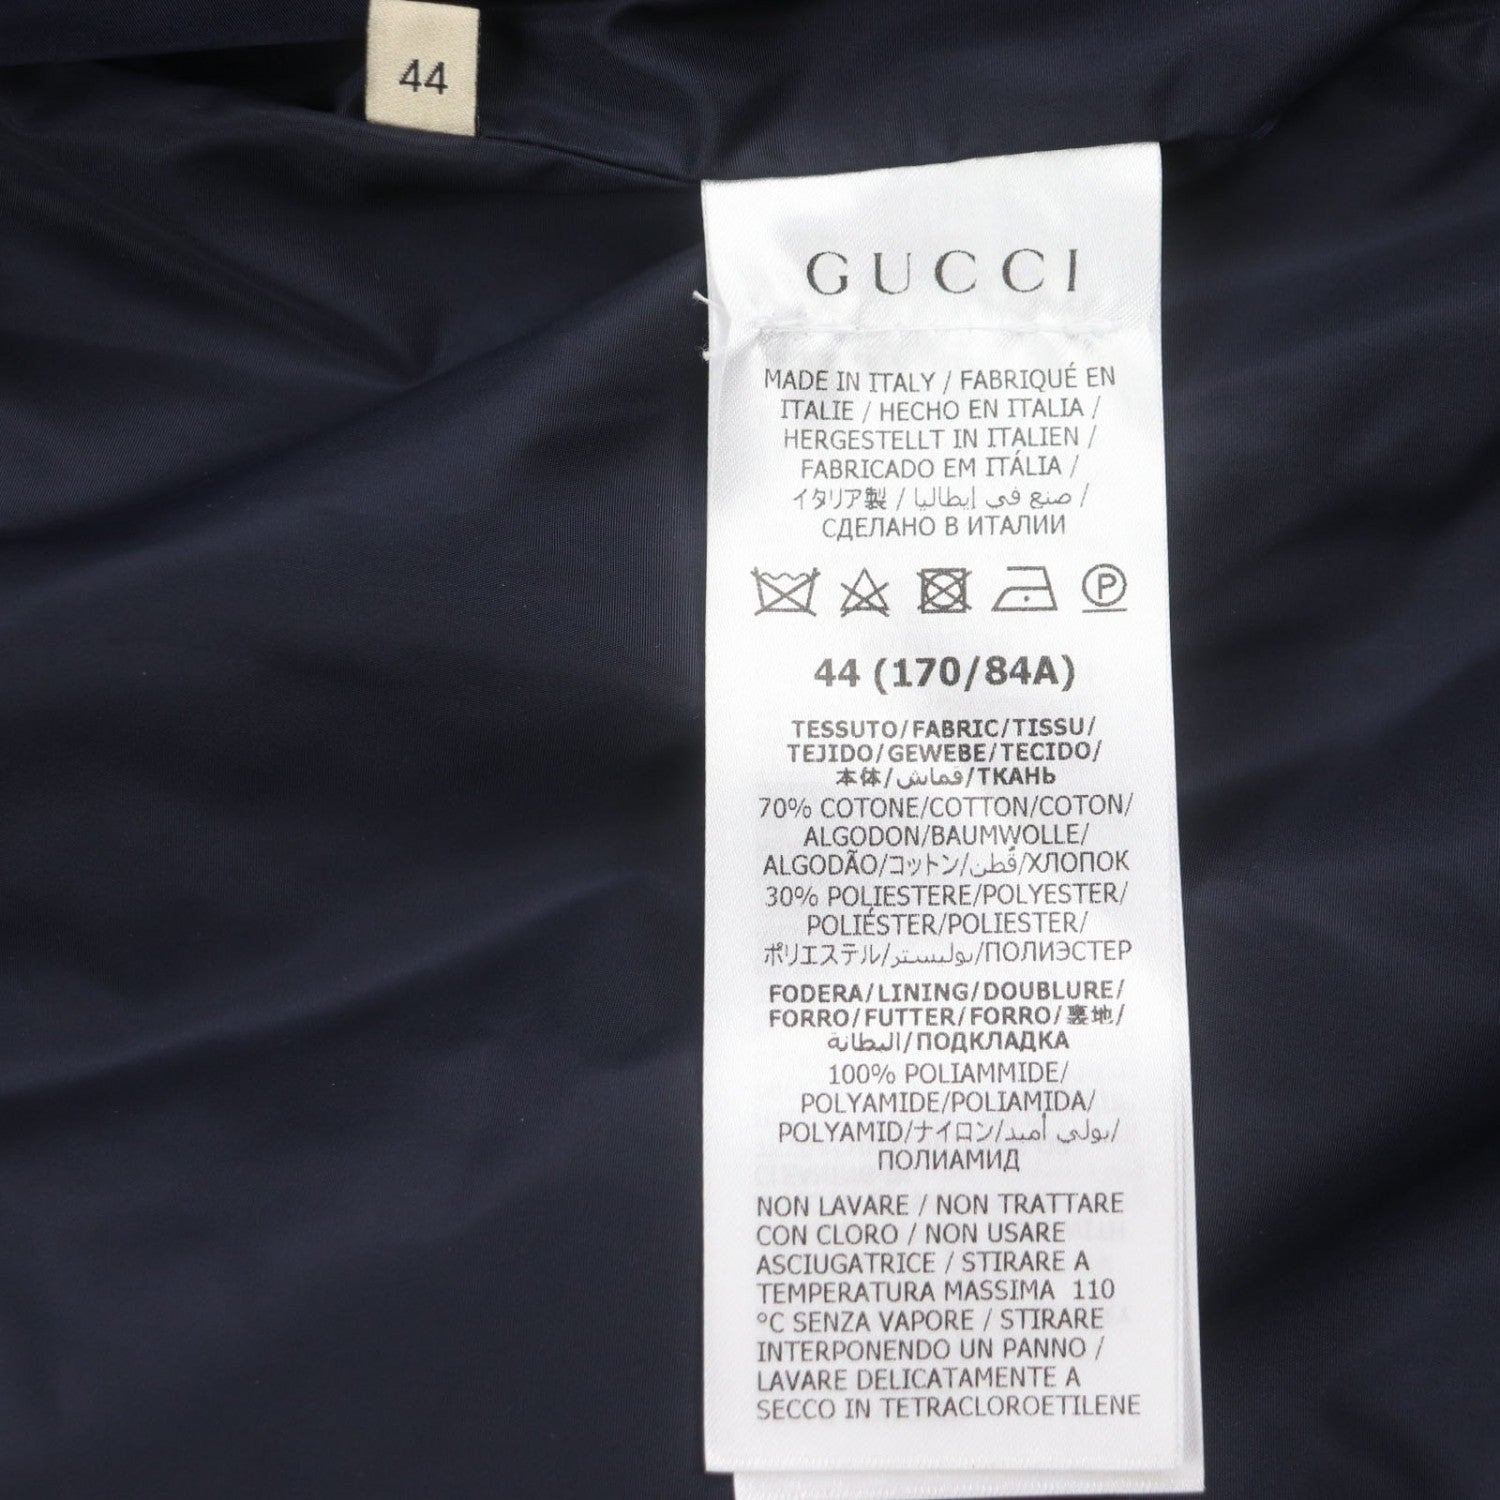 44
GUCCI
MADE IN ITALY / FABRIQUÉ EN
ITALIE / HECHO EN ITALIA /
HERGESTELLT IN ITALIEN /
FABRICADO EM ITÁLIA /
イタリア製 / صنع في إيطاليا /
СДЕЛАНО В ИТАЛИИ
P
44 (170/84A)
TESSUTO/FABRIC/TISSU/
TEJIDO/GEWEBE/TECIDO/
本体/قماش/ТКАНЬ
70% COTONE/COTTON/COTON/
ALGODON/BAUMWOLLE/
ALGODÃO/コットン/قُطن/ХЛОПОК
30% POLIESTERE/POLYESTER/
POLIÉSTER/POLIESTER/
ポリエステル/بوليستر/ПОЛИЭСТЕР
FODERA/LINING/DOUBLURE/
FORRO/FUTTER/FORRO/裏地/
البطانة/ПОДКЛАДКА
100% POLIAMMIDE/
POLYAMIDE/POLIAMIDA/
POLYAMID/ナイロン/بولي أميد/
ПОЛИАМИД
NON LAVARE / NON TRATTARE
CON CLORO / NON USARE
ASCIUGATRICE / STIRARE A
TEMPERATURA MASSIMA 110
°C SENZA VAPORE / STIRARE
INTERPONENDO UN PANNO /
LAVARE DELICATAMENTE A
SECCO IN TETRACLOROETILENE